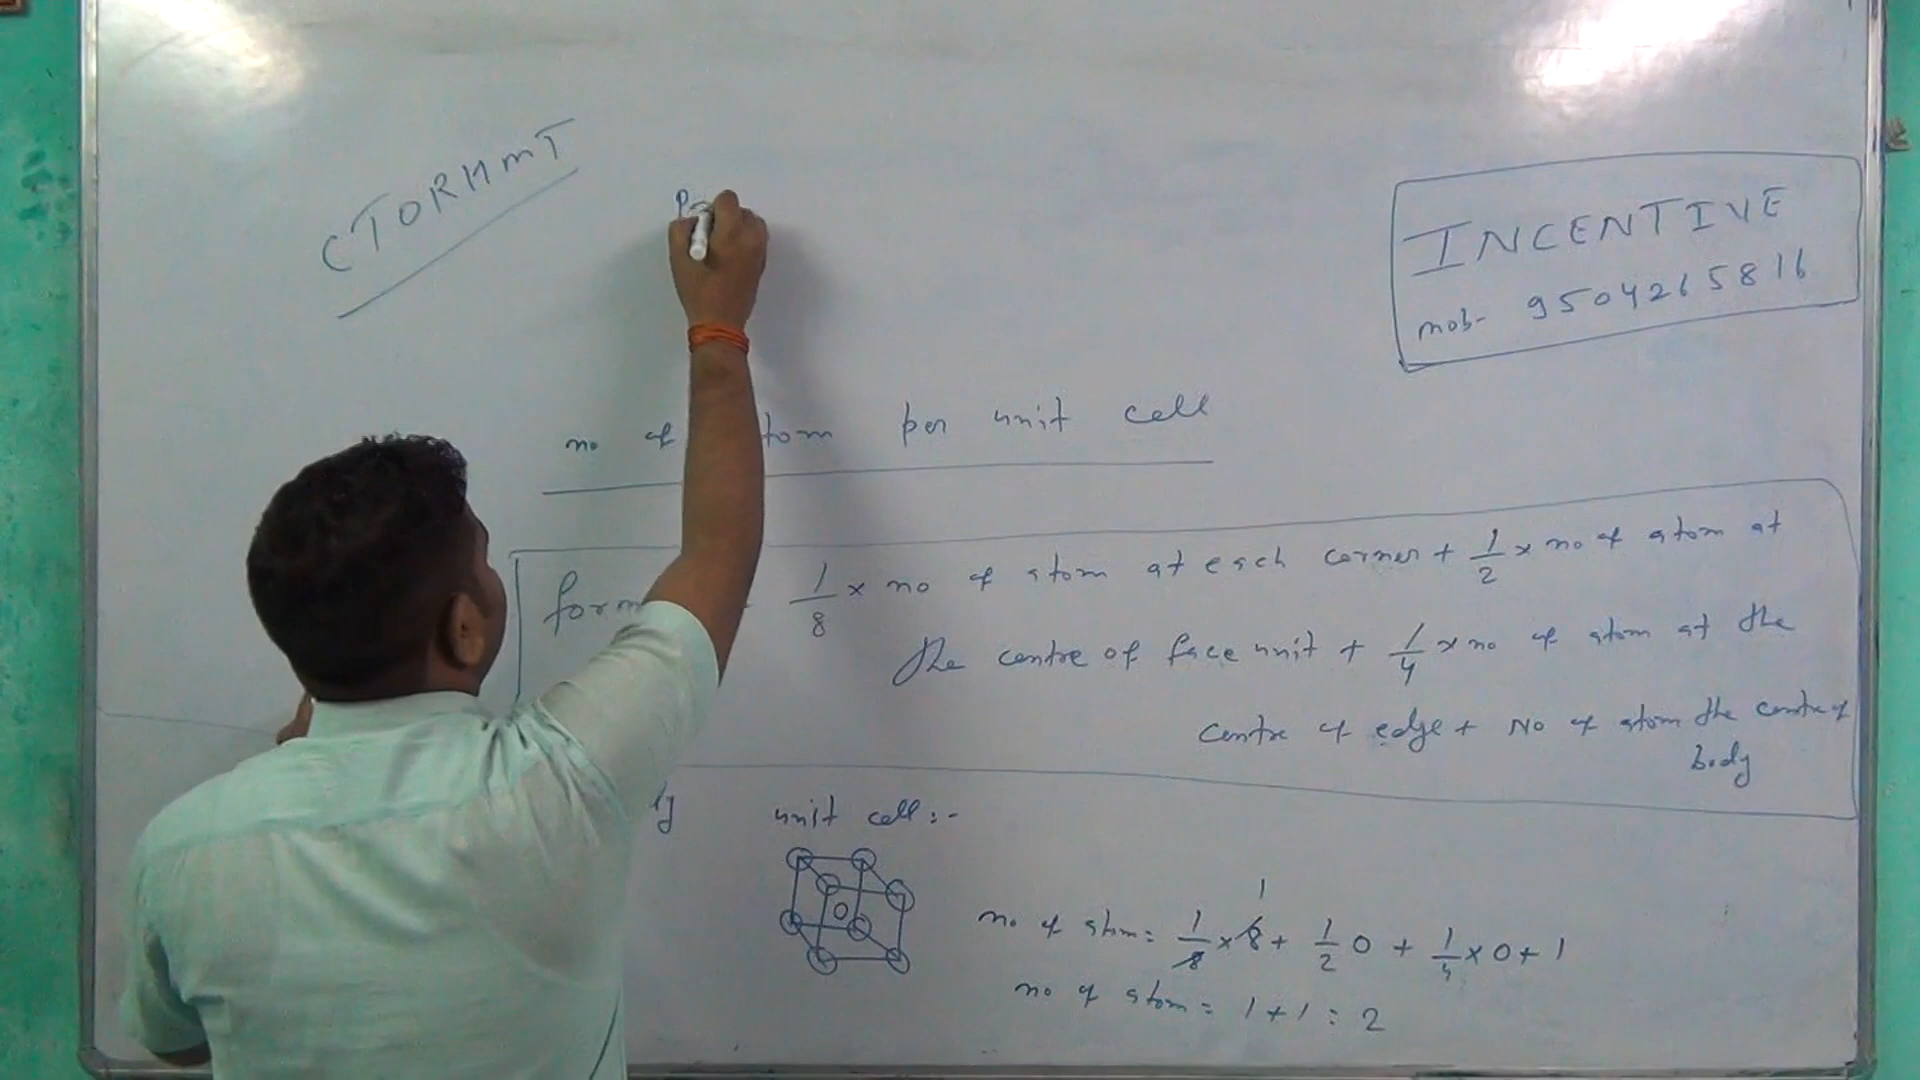 CTORHMT
INCENTIVE
mob- 9504265816
no of tom per unit cell
form 1/8 x no of atom at each corner + 1/2 x no of atom at
the centre of face unit + 1/4 x no of atom at the
centre of edge + No of atom the centre of
body
unit cell:-
no of atom = 1/8 x 8 1 + 1/2 0 + 1/4 x 0 + 1
no of atom = 1 + 1 = 2